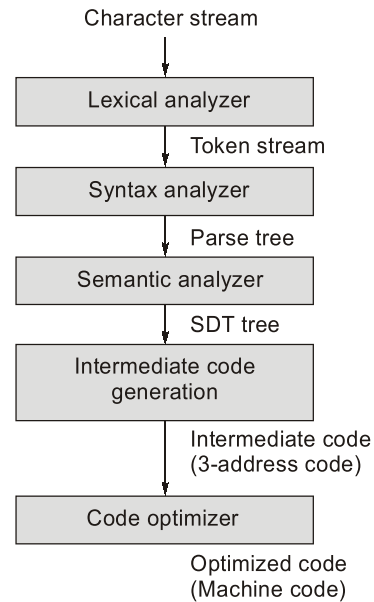 Character stream
Lexical analyzer
Token stream
Syntax analyzer
Parse tree
Semantic analyzer
SDT tree
Intermediate code
generation
Intermediate code
(3-address code)
Code optimizer
Optimized code
(Machine code)